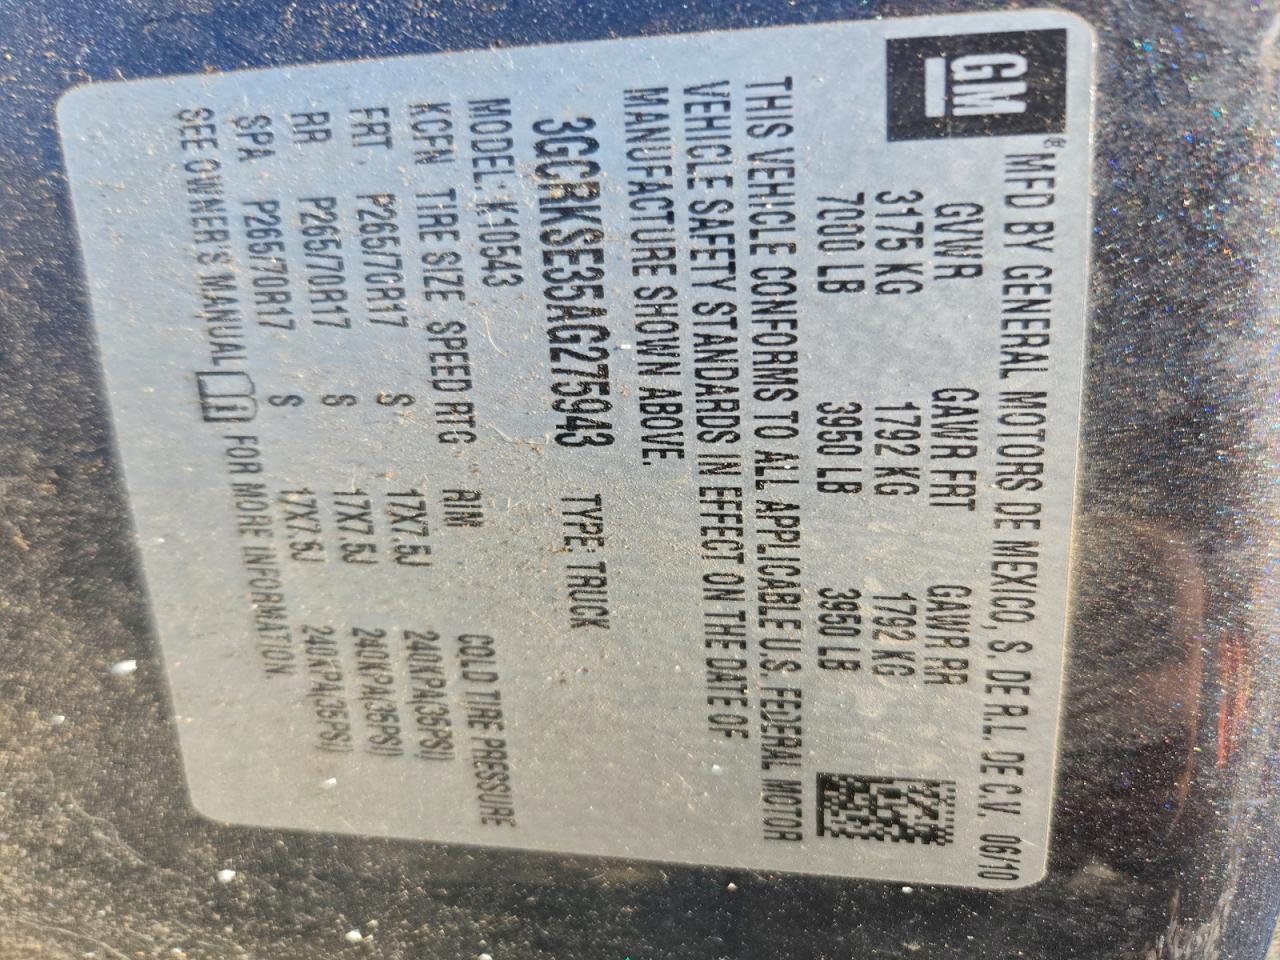 GM
® MFD BY GENERAL MOTORS DE MEXICO, S. DE R.L. DE C.V. 06/10
GVWR GAWR FRT GAWR RR
3175 KG 1792 KG 1792 KG
7000 LB 3950 LB 3950 LB
THIS VEHICLE CONFORMS TO ALL APPLICABLE U.S. FEDERAL MOTOR
VEHICLE SAFETY STANDARDS IN EFFECT ON THE DATE OF
MANUFACTURE SHOWN ABOVE.
3GCRKSE35AG275943 TYPE: TRUCK
MODEL: K10543
KCFN TIRE SIZE SPEED RTG RIM COLD TIRE PRESSURE
FRT P265/70R17 S 17X7.5J 240KPA(35PSI)
RR P265/70R17 S 17X7.5J 240KPA(35PSI)
SPA P265/70R17 S 17X7.5J 240KPA(35PSI)
SEE OWNER'S MANUAL i FOR MORE INFORMATION